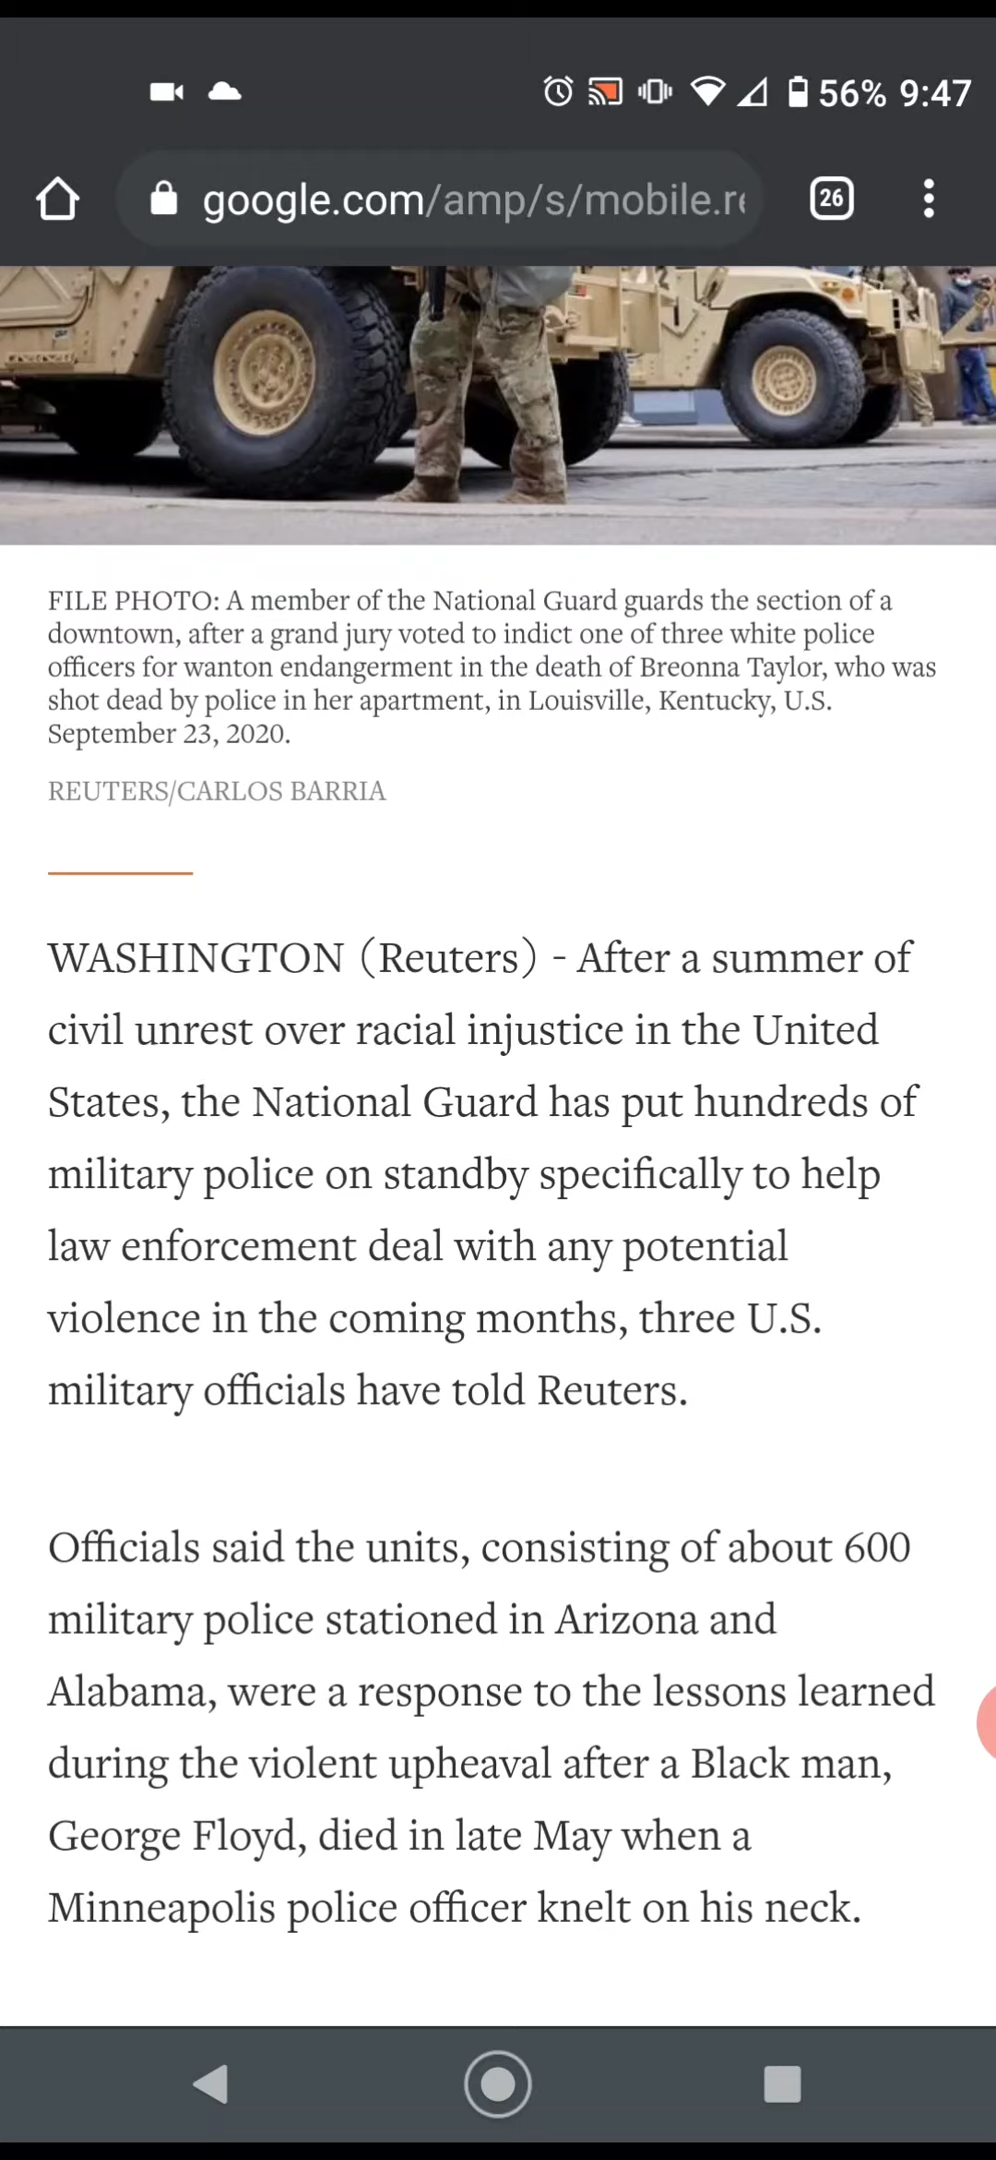 56% 9:47
google.com/amp/s/mobile.re
26
FILE PHOTO: A member of the National Guard guards the section of a
downtown, after a grand jury voted to indict one of three white police
officers for wanton endangerment in the death of Breonna Taylor, who was
shot dead by police in her apartment, in Louisville, Kentucky, U.S.
September 23, 2020.
REUTERS/CARLOS BARRIA
WASHINGTON (Reuters) - After a summer of
civil unrest over racial injustice in the United
States, the National Guard has put hundreds of
military police on standby specifically to help
law enforcement deal with any potential
violence in the coming months, three U.S.
military officials have told Reuters.
Officials said the units, consisting of about 600
military police stationed in Arizona and
Alabama, were a response to the lessons learned
during the violent upheaval after a Black man,
George Floyd, died in late May when a
Minneapolis police officer knelt on his neck.